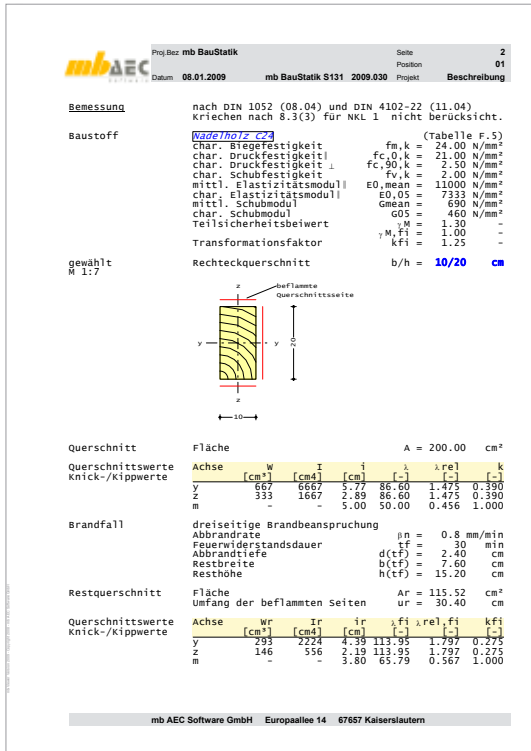 mb AEC
software
Proj.Bez mb BauStatik Seite 2
Position 01
Datum 08.01.2009 mb BauStatik S131 2009.030 Projekt Beschreibung
Bemessung nach DIN 1052 (08.04) und DIN 4102-22 (11.04)
Kriechen nach 8.3(3) für NKL 1 nicht berücksicht.
Baustoff Nadelholz C24 (Tabelle F.5)
char. Biegefestigkeit fm,k = 24.00 N/mm²
char. Druckfestigkeit∥ fc,0,k = 21.00 N/mm²
char. Druckfestigkeit ⊥ fc,90,k = 2.50 N/mm²
char. Schubfestigkeit fv,k = 2.00 N/mm²
mittl. Elastizitätsmodul∥ E0,mean = 11000 N/mm²
char. Elastizitätsmodul∥ E0,05 = 7333 N/mm²
mittl. Schubmodul Gmean = 690 N/mm²
char. Schubmodul G05 = 460 N/mm²
Teilsicherheitsbeiwert γM = 1.30 -
γM,fi = 1.00 -
Transformationsfaktor kfi = 1.25 -
gewählt Rechteckquerschnitt b/h = 10/20 cm
M 1:7
z
beflammte
Querschnittsseite
y y
20
z
10
Querschnitt Fläche A = 200.00 cm²
Querschnittswerte Achse W I i λ λrel k
Knick-/Kippwerte [cm³] [cm4] [cm] [-] [-] [-]
y 667 6667 5.77 86.60 1.475 0.390
z 333 1667 2.89 86.60 1.475 0.390
m - - 5.00 50.00 0.456 1.000
Brandfall dreiseitige Brandbeanspruchung
Abbrandrate βn = 0.8 mm/min
Feuerwiderstandsdauer tf = 30 min
Abbrandtiefe d(tf) = 2.40 cm
Restbreite b(tf) = 7.60 cm
Resthöhe h(tf) = 15.20 cm
Restquerschnitt Fläche Ar = 115.52 cm²
Umfang der beflammten Seiten ur = 30.40 cm
Querschnittswerte Achse Wr Ir ir λfi λrel,fi kfi
Knick-/Kippwerte [cm³] [cm4] [cm] [-] [-] [-]
y 293 2224 4.39 113.95 1.797 0.275
z 146 556 2.19 113.95 1.797 0.275
m - - 3.80 65.79 0.567 1.000
mb AEC Software GmbH Europaallee 14 67657 Kaiserslautern